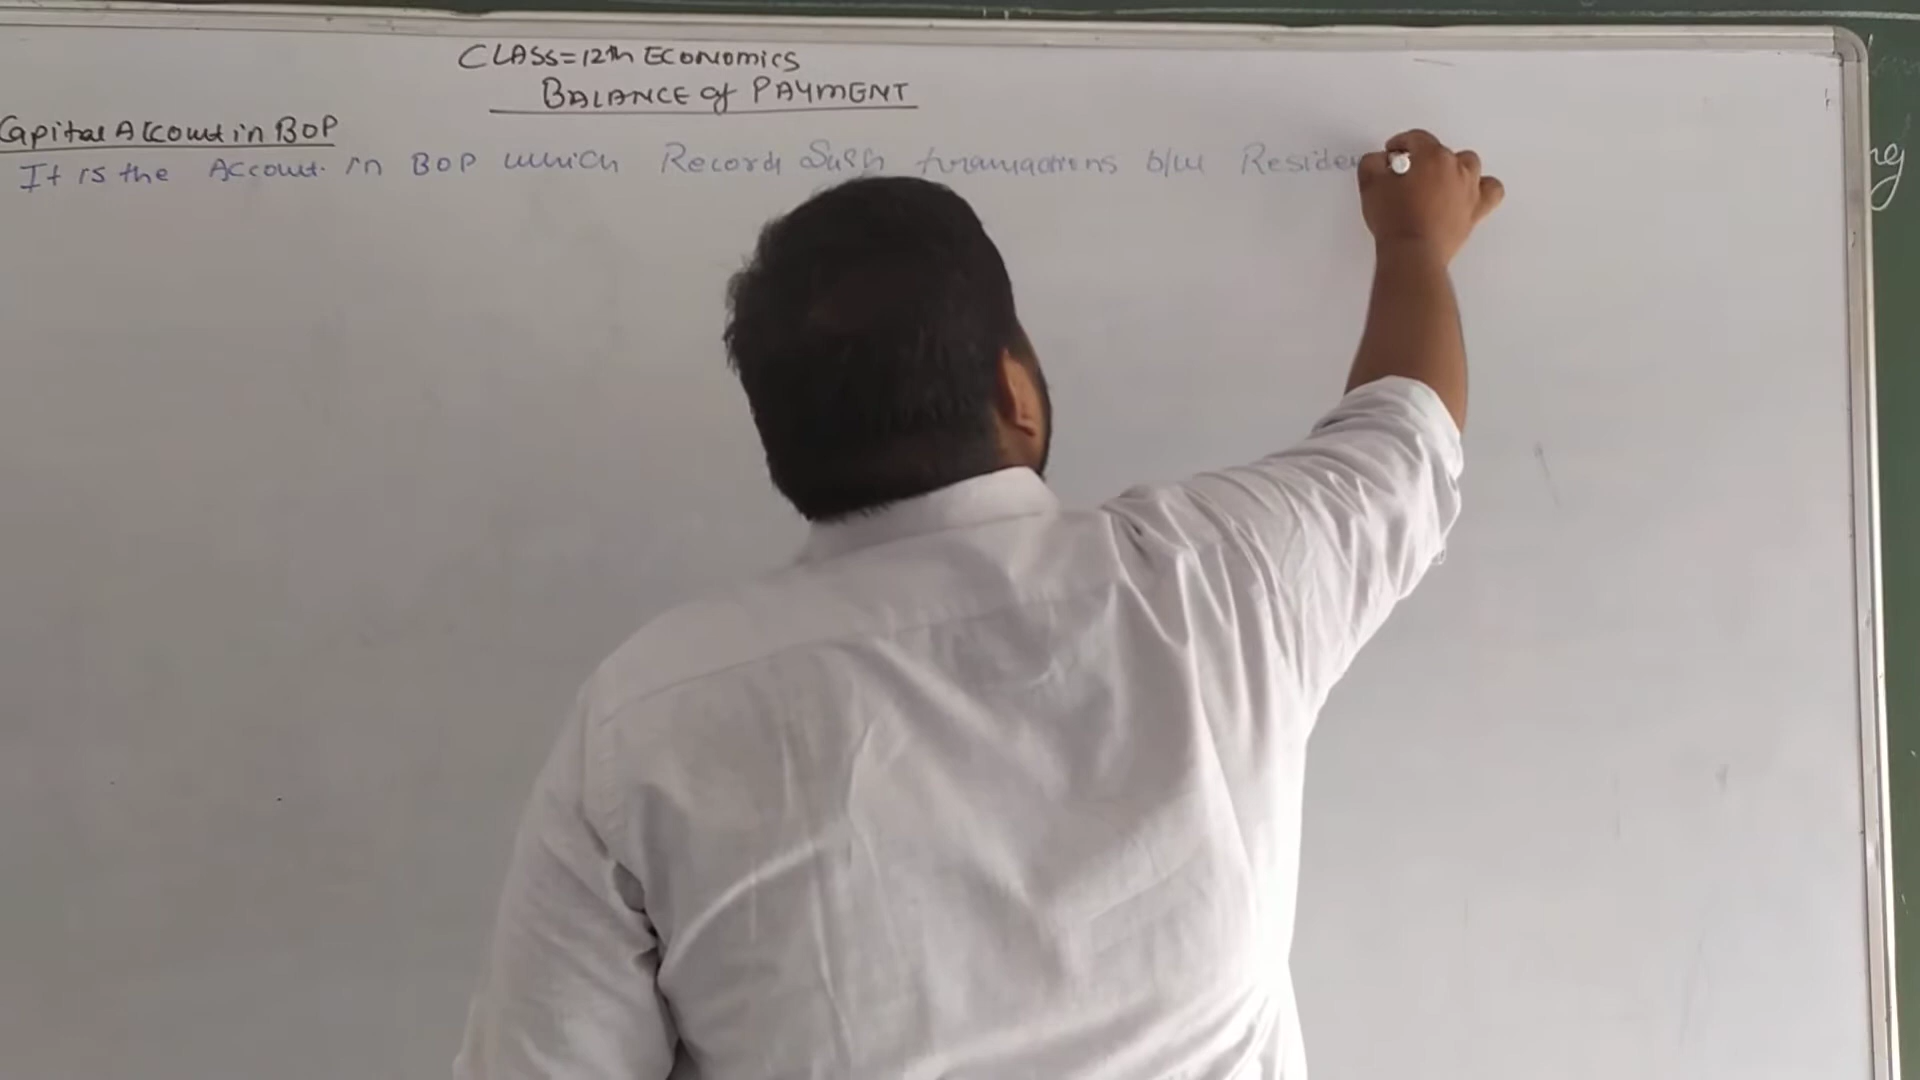 CLASS=12th ECONOMICS
BALANCE of PAYMENT
Capital Account in BOP
It is the Account in BOP which Records Such transactions b/w Reside